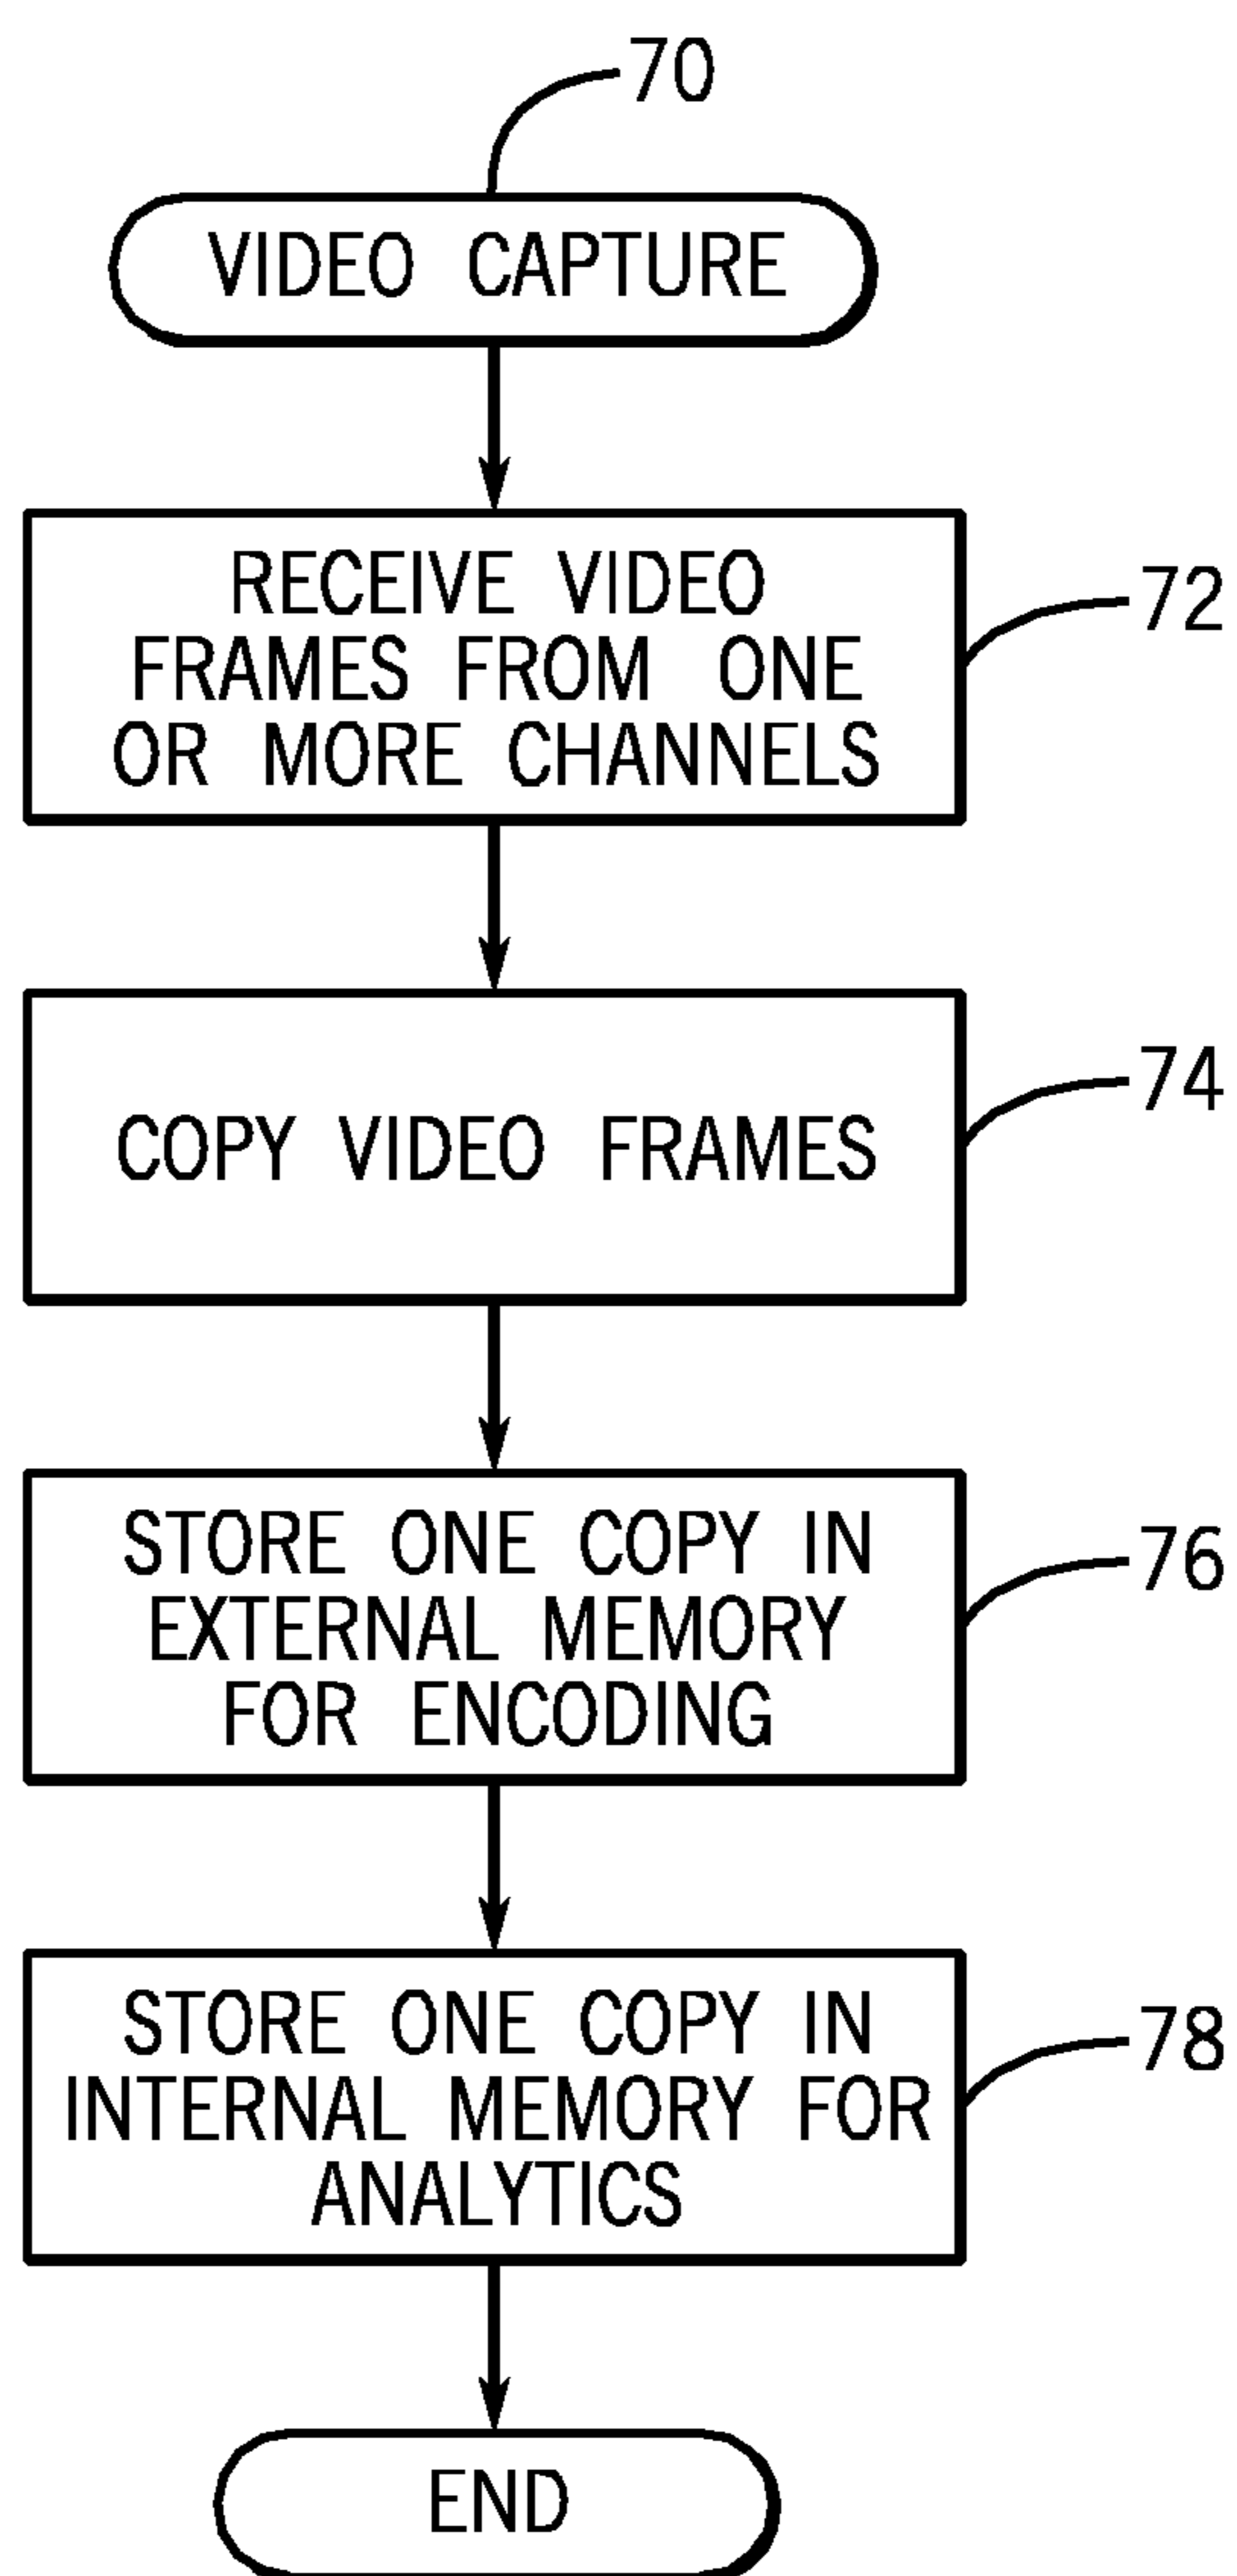 70
VIDEO CAPTURE
RECEIVE VIDEO
FRAMES FROM ONE
OR MORE CHANNELS
72
COPY VIDEO FRAMES
74
STORE ONE COPY IN
EXTERNAL MEMORY
FOR ENCODING
76
STORE ONE COPY IN
INTERNAL MEMORY FOR
ANALYTICS
78
END